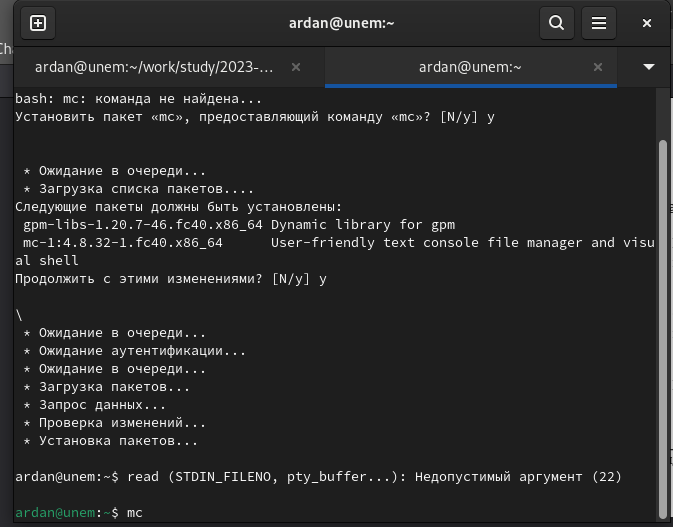 ardan@unem:~
ardan@unem:~/work/study/2023-...
ardan@unem:~
bash: mc: команда не найдена...
Установить пакет «mc», предоставляющий команду «mc»? [N/y] y
* Ожидание в очереди...
* Загрузка списка пакетов....
Следующие пакеты должны быть установлены:
gpm-libs-1.20.7-46.fc40.x86_64 Dynamic library for gpm
mc-1:4.8.32-1.fc40.x86_64 User-friendly text console file manager and visu
al shell
Продолжить с этими изменениями? [N/y] y
\
* Ожидание в очереди...
* Ожидание аутентификации...
* Ожидание в очереди...
* Загрузка пакетов...
* Запрос данных...
* Проверка изменений...
* Установка пакетов...
ardan@unem:~$ read (STDIN_FILENO, pty_buffer...): Недопустимый аргумент (22)
ardan@unem:~$ mc